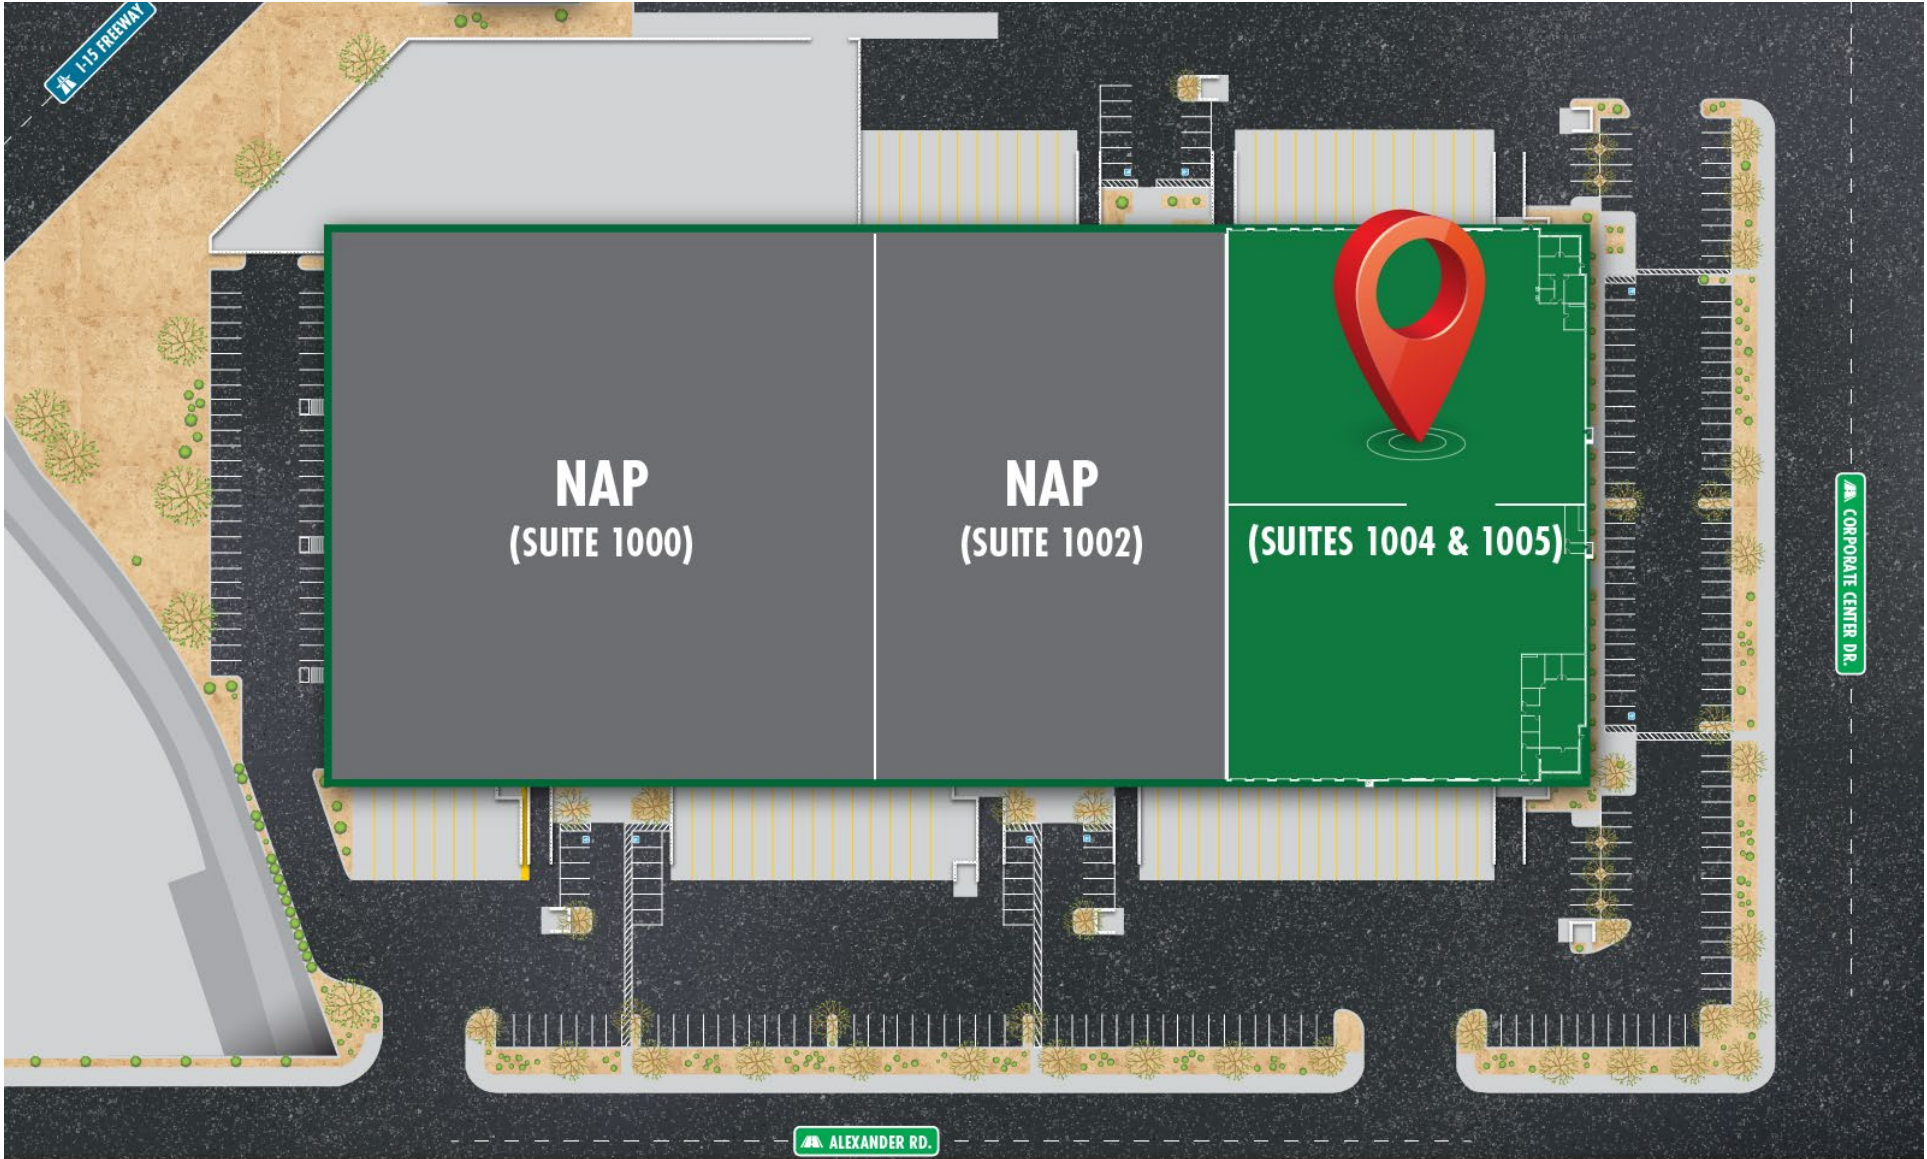 I-15 FREEWAY
NAP
(SUITE 1000)
NAP
(SUITE 1002)
(SUITES 1004 & 1005)
CORPORATE CENTER DR.
ALEXANDER RD.